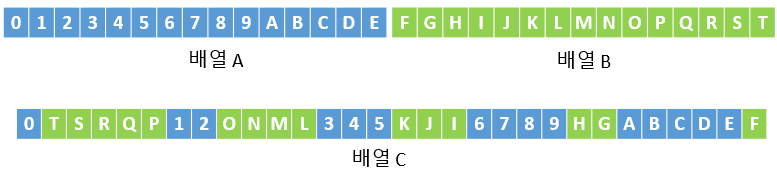 0 1 2 3 4 5 6 7 8 9 A B C D E F G H I J K L M N O P Q R S T
배열 A 배열 B
0 T S R Q P 1 2 O N M L 3 4 5 K J I 6 7 8 9 H G A B C D E F
배열 C